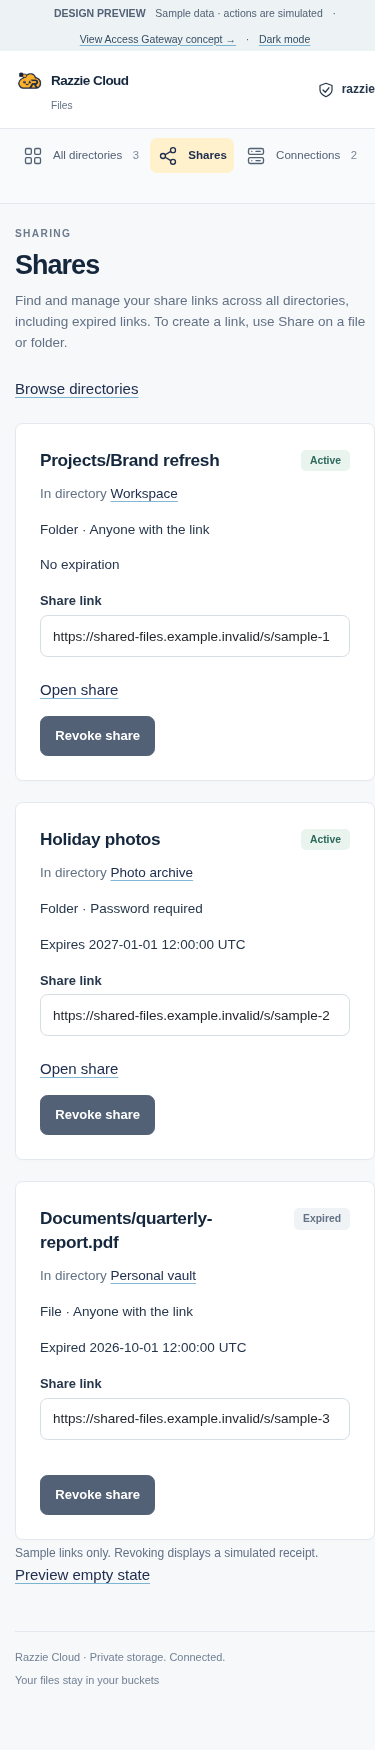 DESIGN PREVIEW Sample data · actions are simulated ·
View Access Gateway concept → · Dark mode
Razzie Cloud
Files
razzie
All directories 3 Shares Connections 2
SHARING
Shares
Find and manage your share links across all directories,
including expired links. To create a link, use Share on a file
or folder.
Browse directories
Projects/Brand refresh Active
In directory Workspace
Folder · Anyone with the link
No expiration
Share link
https://shared-files.example.invalid/s/sample-1
Open share
Revoke share
Holiday photos Active
In directory Photo archive
Folder · Password required
Expires 2027-01-01 12:00:00 UTC
Share link
https://shared-files.example.invalid/s/sample-2
Open share
Revoke share
Documents/quarterly-
report.pdf
Expired
In directory Personal vault
File · Anyone with the link
Expired 2026-10-01 12:00:00 UTC
Share link
https://shared-files.example.invalid/s/sample-3
Revoke share
Sample links only. Revoking displays a simulated receipt.
Preview empty state
Razzie Cloud · Private storage. Connected.
Your files stay in your buckets